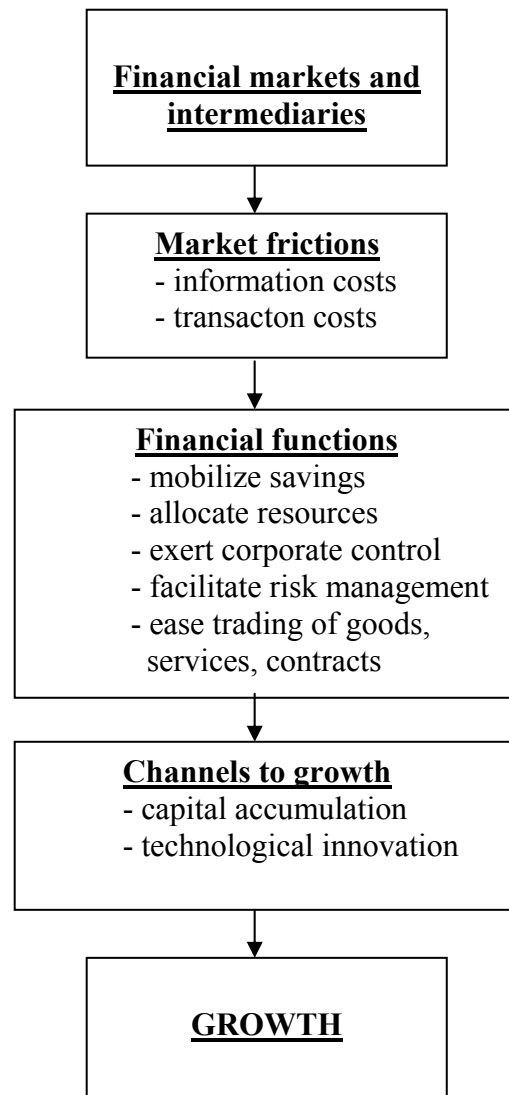 Financial markets and
intermediaries
Market frictions
- information costs
- transacton costs
Financial functions
- mobilize savings
- allocate resources
- exert corporate control
- facilitate risk management
- ease trading of goods,
services, contracts
Channels to growth
- capital accumulation
- technological innovation
GROWTH